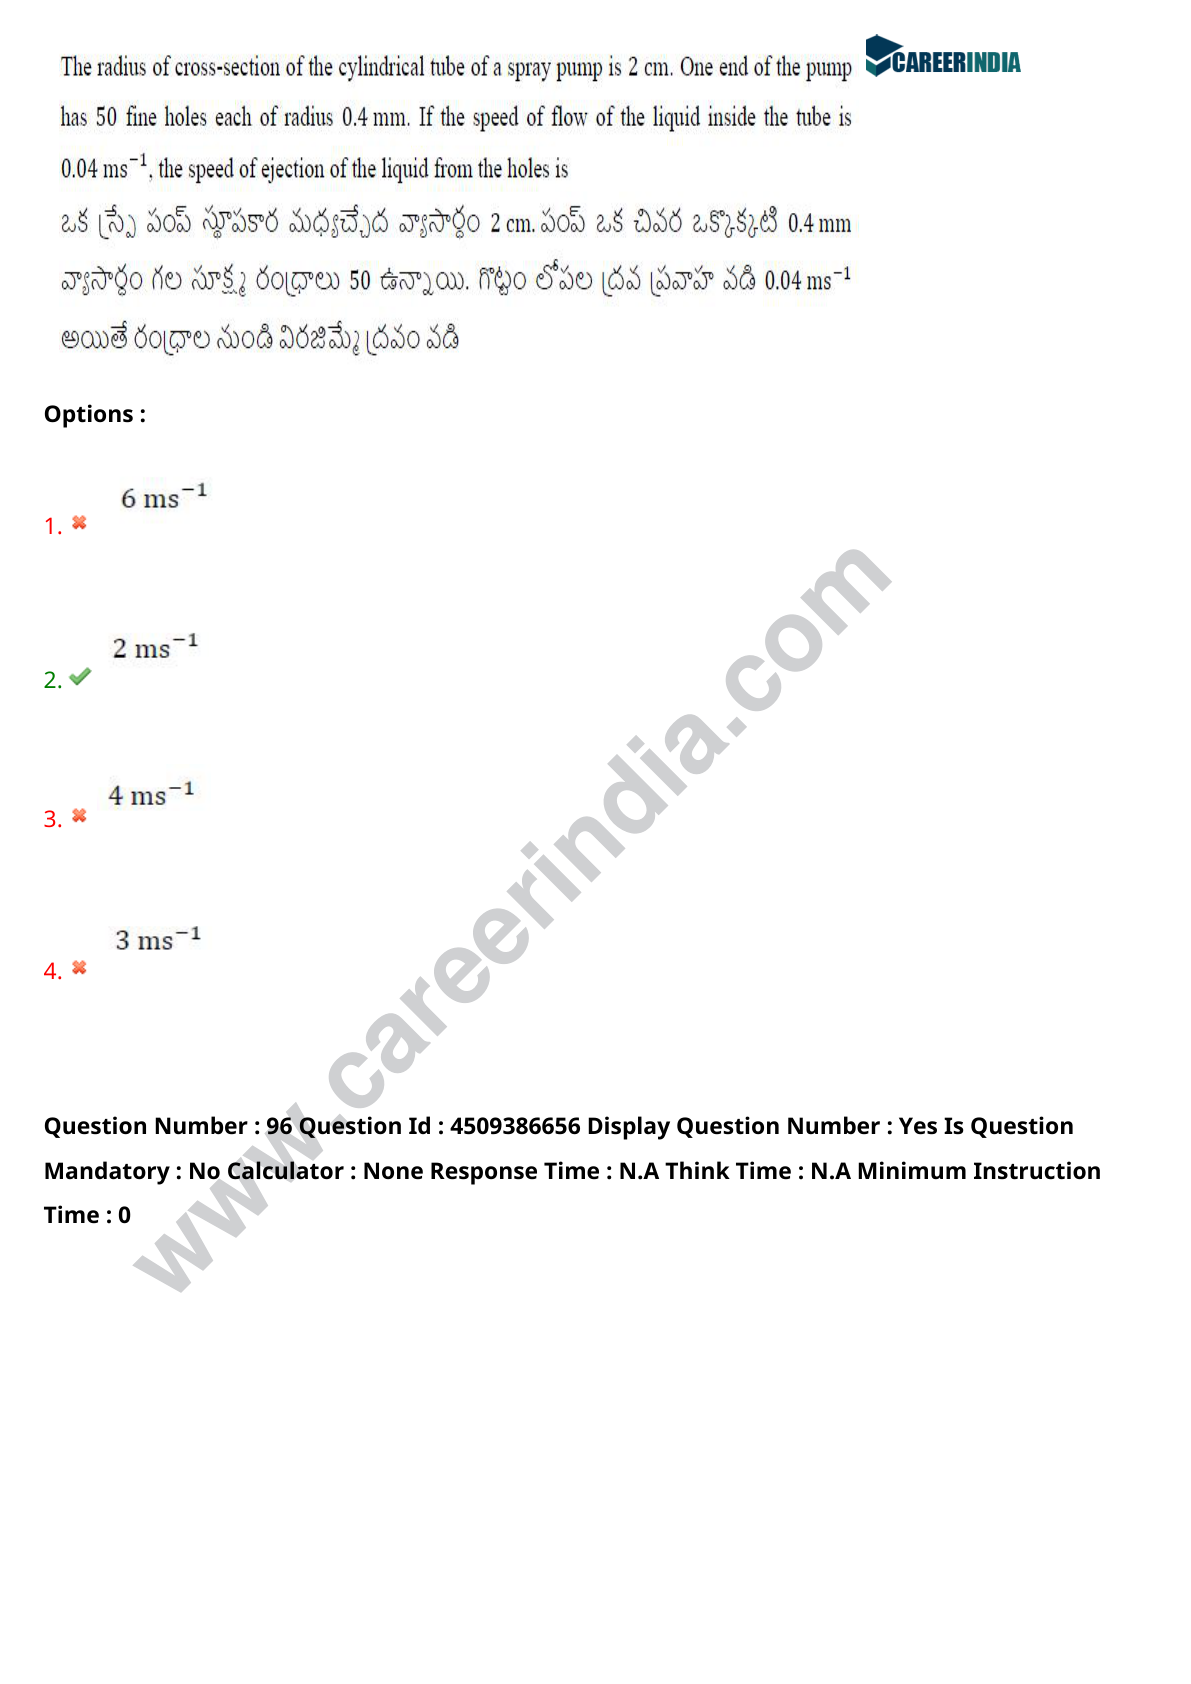 CAREERINDIA
The radius of cross-section of the cylindrical tube of a spray pump is 2 cm. One end of the pump
has 50 fine holes each of radius 0.4 mm. If the speed of flow of the liquid inside the tube is
0.04 ms⁻¹, the speed of ejection of the liquid from the holes is
ఒక స్ప్రే పంప్ స్థూపకార మధ్యచ్ఛేద వ్యాసార్ధం 2 cm. పంప్ ఒక చివర ఒక్కొక్కటి 0.4 mm
వ్యాసార్ధం గల సూక్ష్మ రంధ్రాలు 50 ఉన్నాయి. గొట్టం లోపల ద్రవ ప్రవాహ వడి 0.04 ms⁻¹
అయితే రంధ్రాల నుండి విరజిమ్మే ద్రవం వడి
Options :
1. 6 ms⁻¹
2. 2 ms⁻¹
3. 4 ms⁻¹
4. 3 ms⁻¹
www.careerindia.com
Question Number : 96 Question Id : 4509386656 Display Question Number : Yes Is Question
Mandatory : No Calculator : None Response Time : N.A Think Time : N.A Minimum Instruction
Time : 0